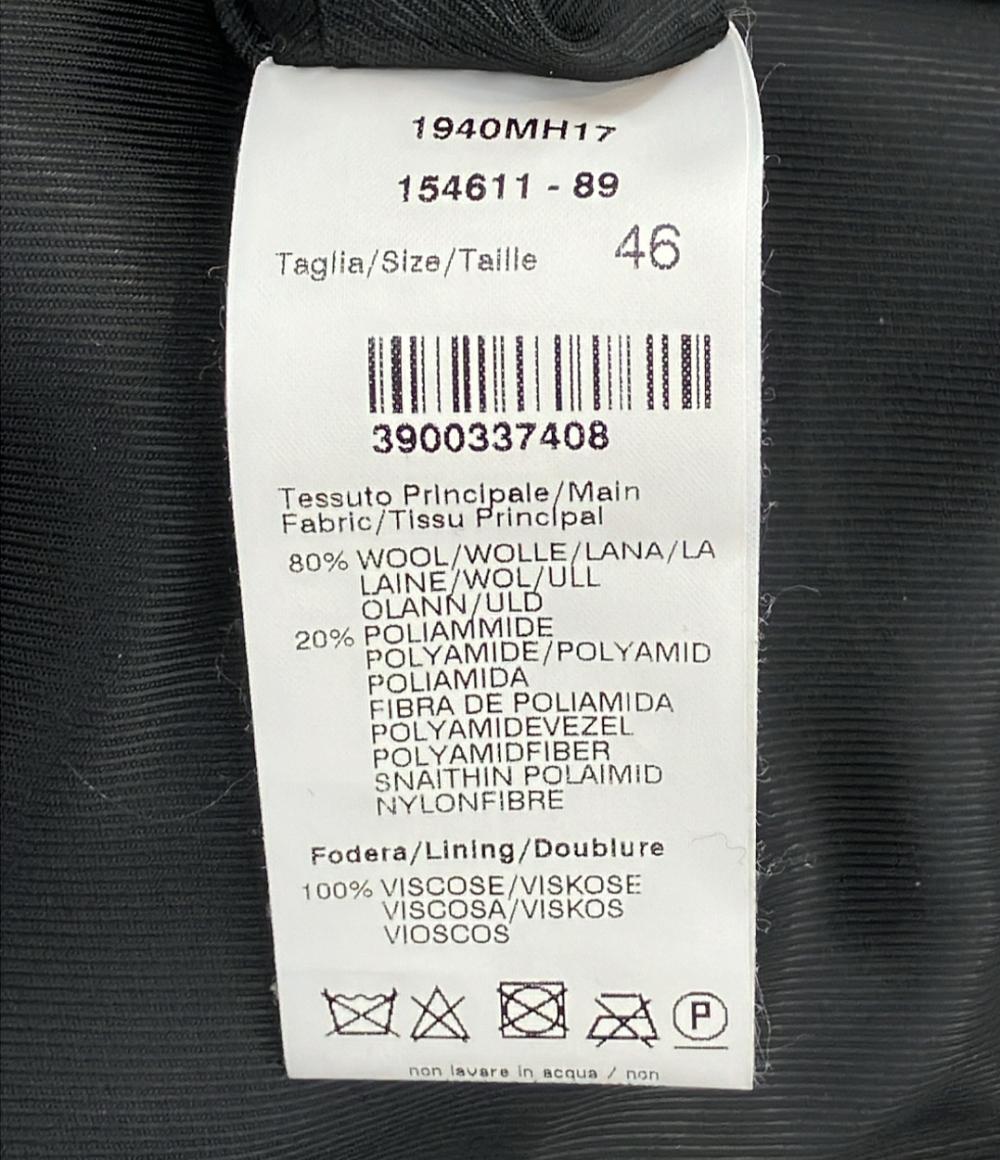 1940MH17
154611 - 89
Taglia/Size/Taille 46
3900337408
Tessuto Principale/Main
Fabric/Tissu Principal
80% WOOL/WOLLE/LANA/LA
LAINE/WOL/ULL
OLANN/ULD
20% POLIAMMIDE
POLYAMIDE/POLYAMID
POLIAMIDA
FIBRA DE POLIAMIDA
POLYAMIDEVEZEL
POLYAMIDFIBER
SNAITHIN POLAIMID
NYLONFIBRE
Fodera/Lining/Doublure
100% VISCOSE/VISKOSE
VISCOSA/VISKOS
VIOSCOS
P
non lavare in acqua / non